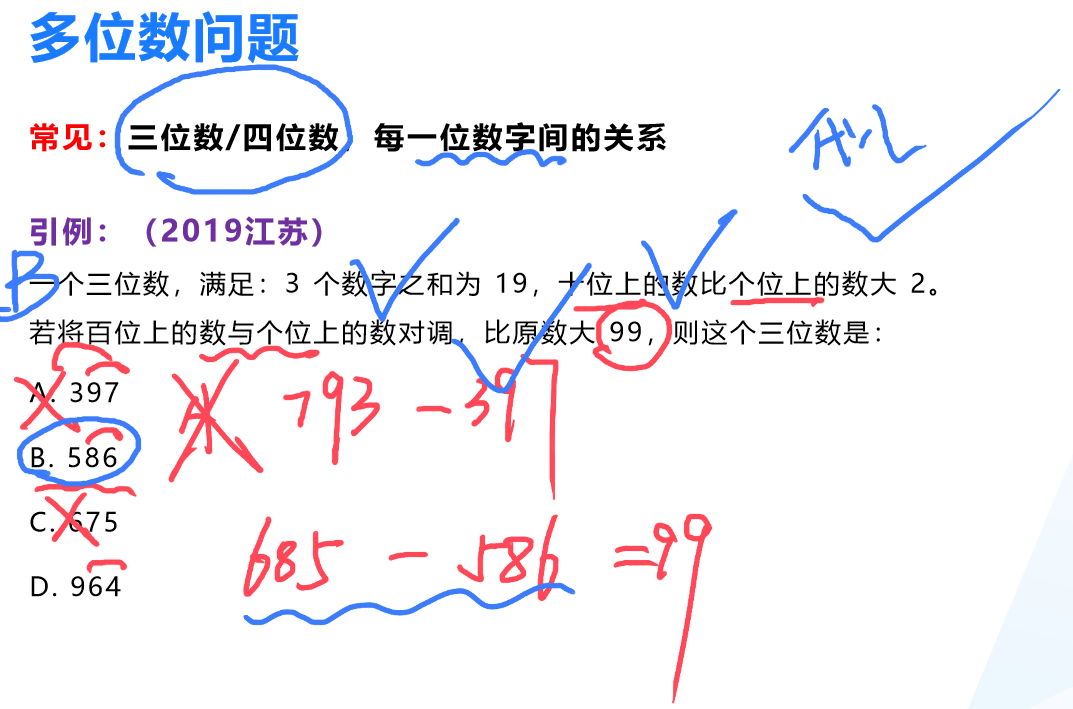 多位数问题
常见：三位数/四位数，每一位数字间的关系
代入
引例：（2019江苏）
B
一个三位数，满足：3 个数字之和为 19，十位上的数比个位上的数大 2。
若将百位上的数与个位上的数对调，比原数大 99，则这个三位数是：
A. 397
793 - 397
B. 586
C. 675
685 - 586 = 99
D. 964